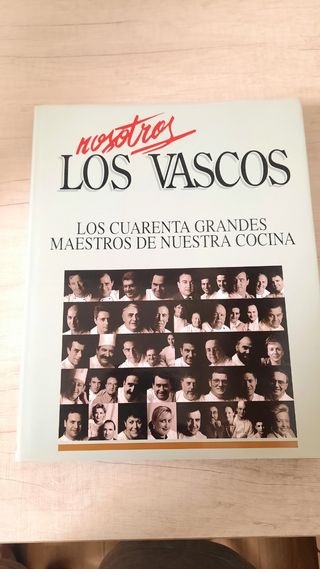 nosotros
LOS VASCOS
LOS CUARENTA GRANDES
MAESTROS DE NUESTRA COCINA